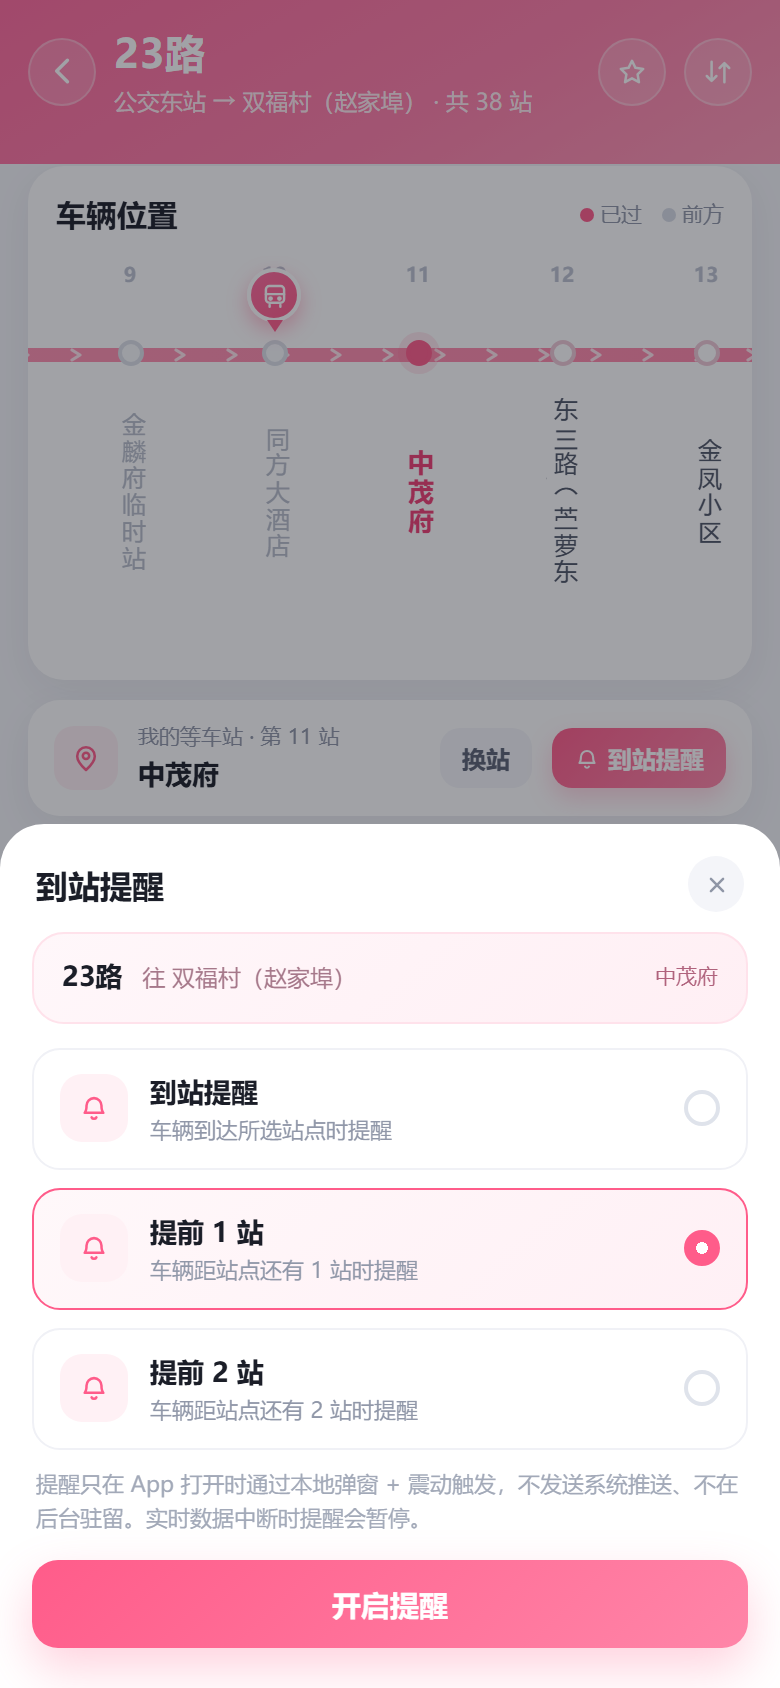 23路
公交东站 → 双福村（赵家埠） · 共 38 站
车辆位置
已过
前方
9
11
12
13
金麟府临时站
同方大酒店
中茂府
东三路（芒萝东
金凤小区
我的等车站 · 第 11 站
中茂府
换站
到站提醒
到站提醒
23路 往 双福村（赵家埠）
中茂府
到站提醒
车辆到达所选站点时提醒
提前 1 站
车辆距站点还有 1 站时提醒
提前 2 站
车辆距站点还有 2 站时提醒
提醒只在 App 打开时通过本地弹窗 + 震动触发，不发送系统推送、不在
后台驻留。实时数据中断时提醒会暂停。
开启提醒